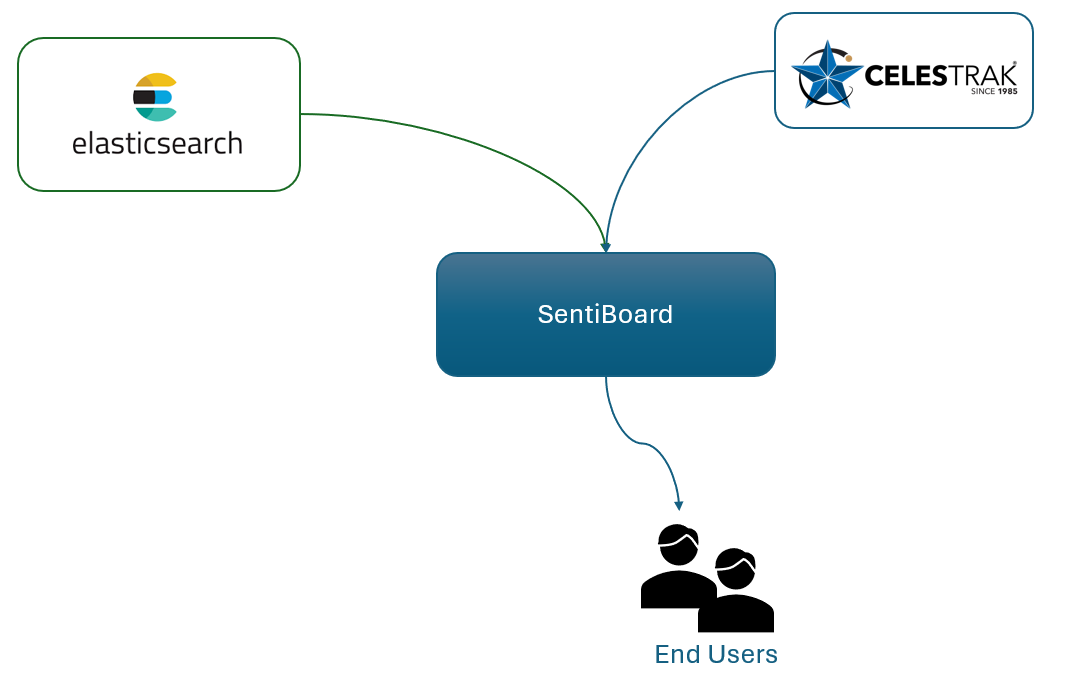 elasticsearch
CELESTRAK®
SINCE 1985
SentiBoard
End Users